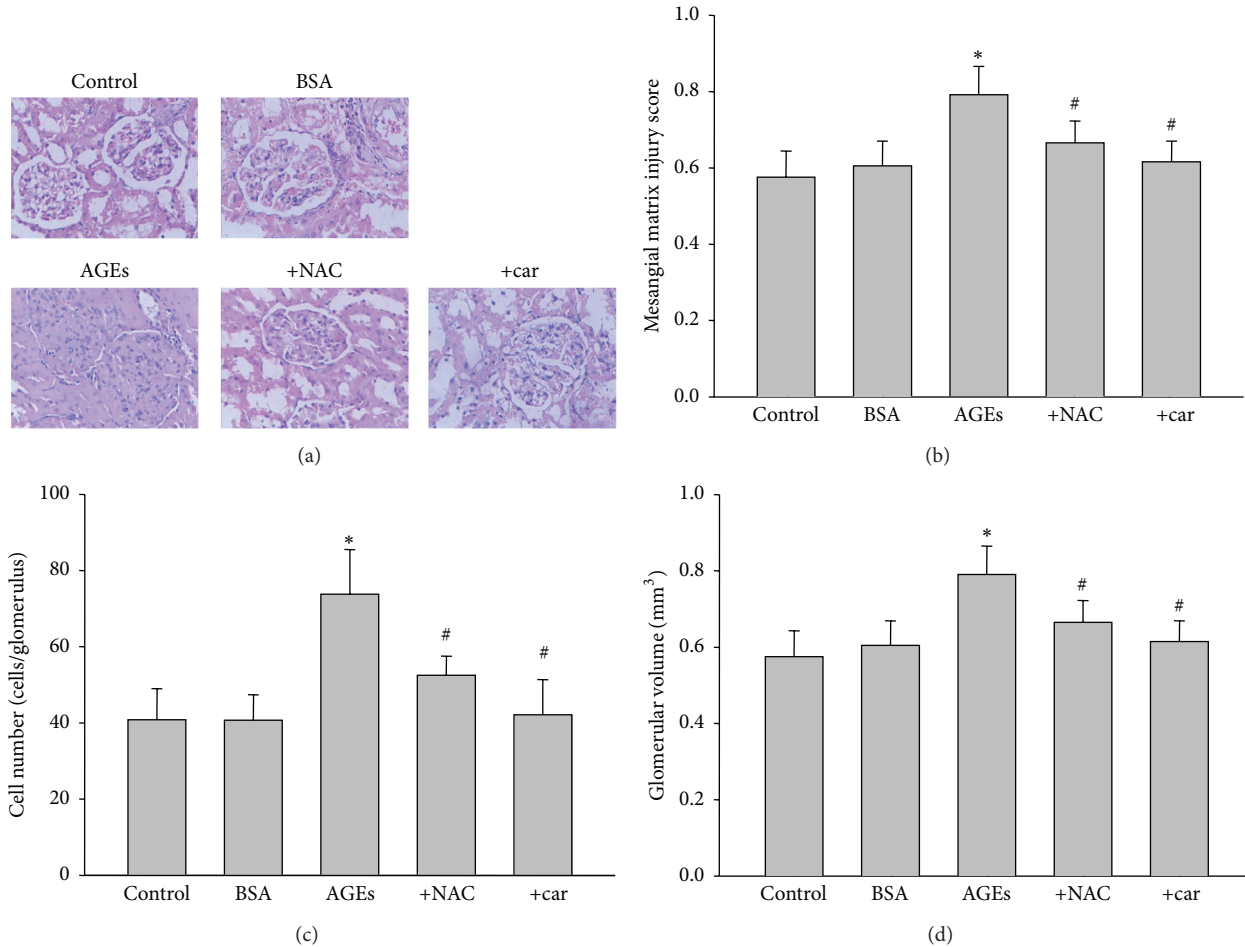 Control
BSA
AGEs
+NAC
+car
(a)
Mesangial matrix injury score
1.0
0.8
0.6
0.4
0.2
0.0
*
#
#
Control BSA AGEs +NAC +car
(b)
Cell number (cells/glomerulus)
100
80
60
40
20
0
*
#
#
Control BSA AGEs +NAC +car
(c)
Glomerular volume (mm³)
1.0
0.8
0.6
0.4
0.2
0.0
*
#
#
Control BSA AGEs +NAC +car
(d)